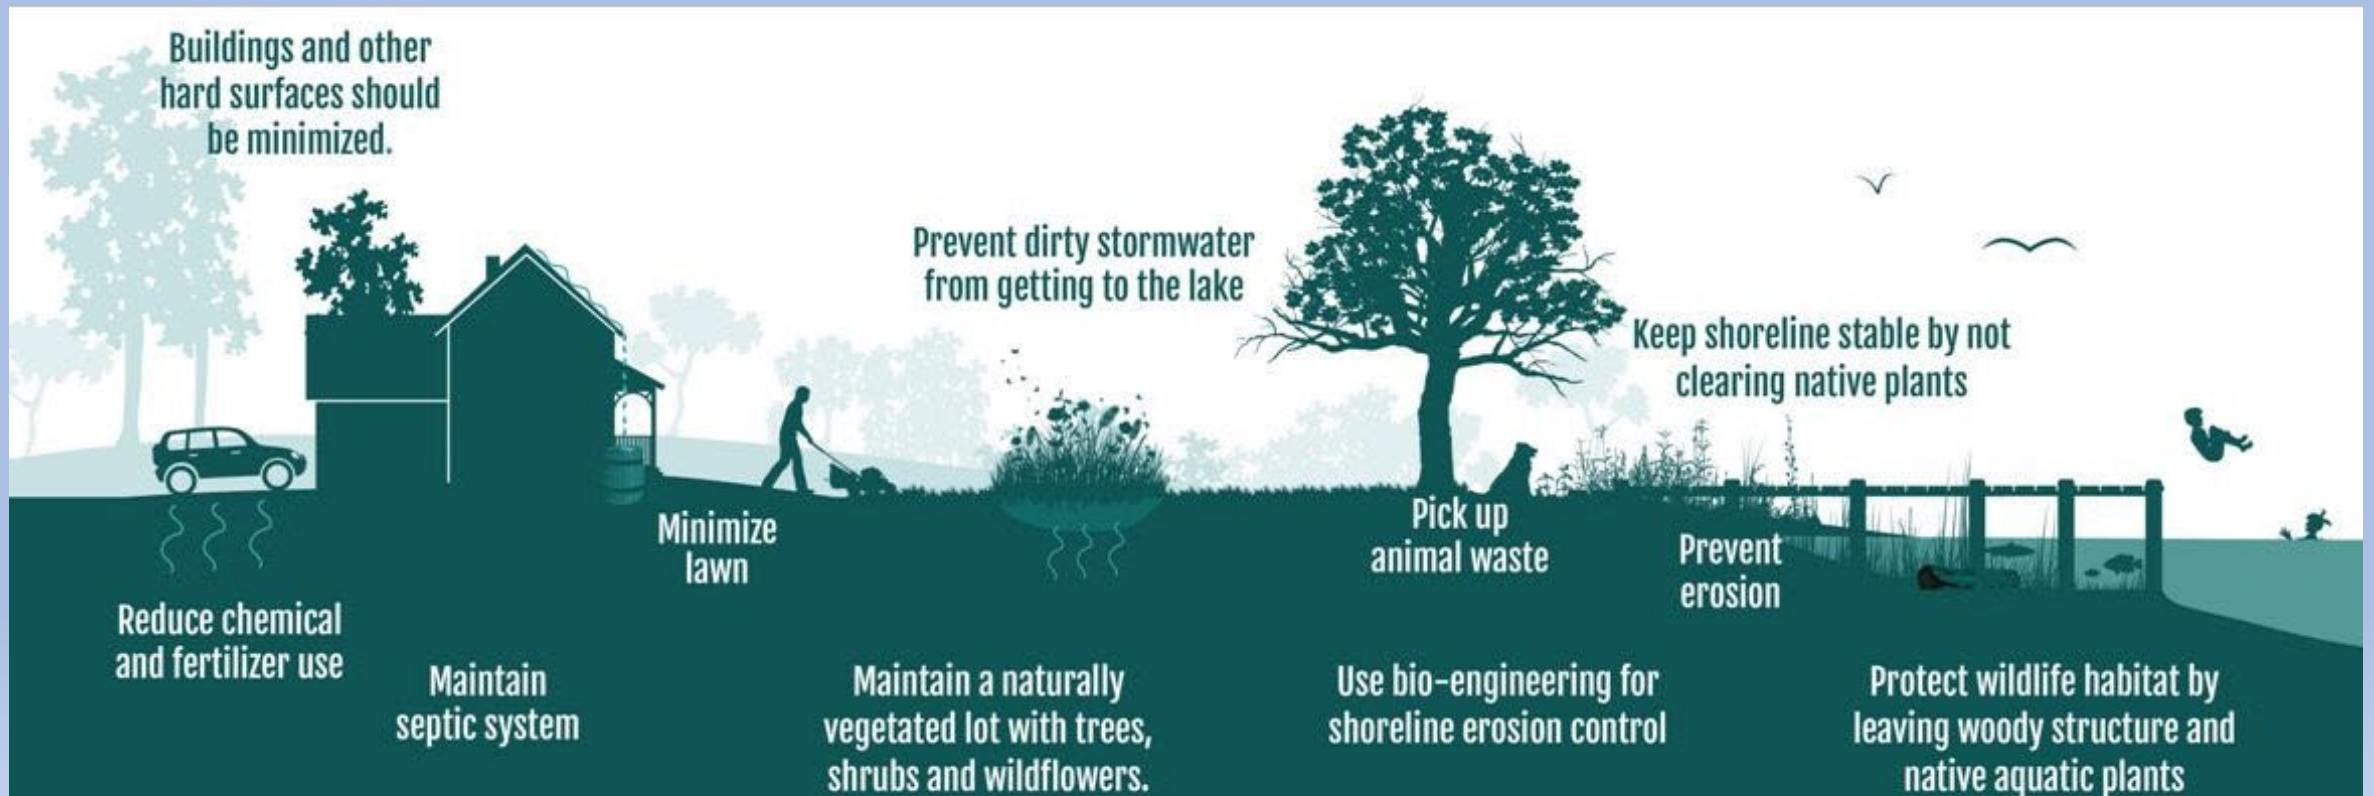 Buildings and other
hard surfaces should
be minimized.
Prevent dirty stormwater
from getting to the lake
Keep shoreline stable by not
clearing native plants
Minimize
lawn
Pick up
animal waste
Prevent
erosion
Reduce chemical
and fertilizer use
Maintain
septic system
Maintain a naturally
vegetated lot with trees,
shrubs and wildflowers.
Use bio-engineering for
shoreline erosion control
Protect wildlife habitat by
leaving woody structure and
native aquatic plants